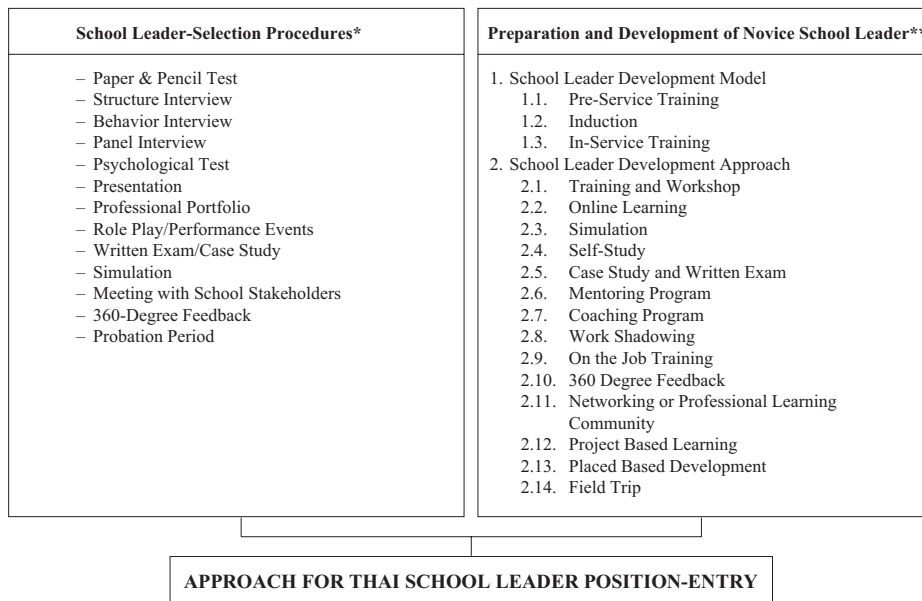 School Leader-Selection Procedures*
– Paper & Pencil Test
– Structure Interview
– Behavior Interview
– Panel Interview
– Psychological Test
– Presentation
– Professional Portfolio
– Role Play/Performance Events
– Written Exam/Case Study
– Simulation
– Meeting with School Stakeholders
– 360-Degree Feedback
– Probation Period
Preparation and Development of Novice School Leader**
1. School Leader Development Model
1.1. Pre-Service Training
1.2. Induction
1.3. In-Service Training
2. School Leader Development Approach
2.1. Training and Workshop
2.2. Online Learning
2.3. Simulation
2.4. Self-Study
2.5. Case Study and Written Exam
2.6. Mentoring Program
2.7. Coaching Program
2.8. Work Shadowing
2.9. On the Job Training
2.10. 360 Degree Feedback
2.11. Networking or Professional Learning
Community
2.12. Project Based Learning
2.13. Placed Based Development
2.14. Field Trip
APPROACH FOR THAI SCHOOL LEADER POSITION-ENTRY